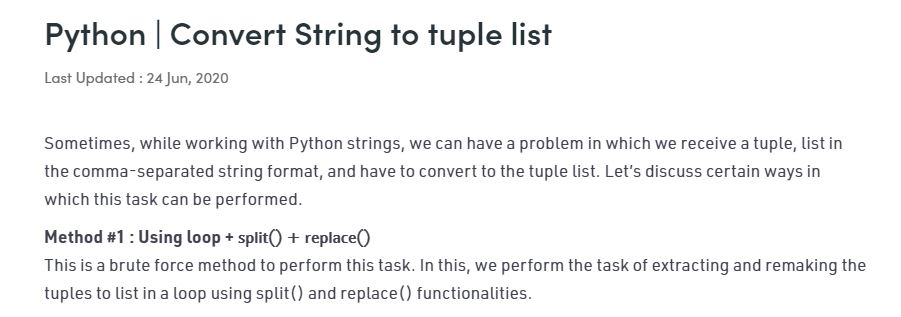 Python | Convert String to tuple list
Last Updated : 24 Jun, 2020
Sometimes, while working with Python strings, we can have a problem in which we receive a tuple, list in
the comma-separated string format, and have to convert to the tuple list. Let's discuss certain ways in
which this task can be performed.
Method #1 : Using loop + split() + replace()
This is a brute force method to perform this task. In this, we perform the task of extracting and remaking the
tuples to list in a loop using split() and replace() functionalities.